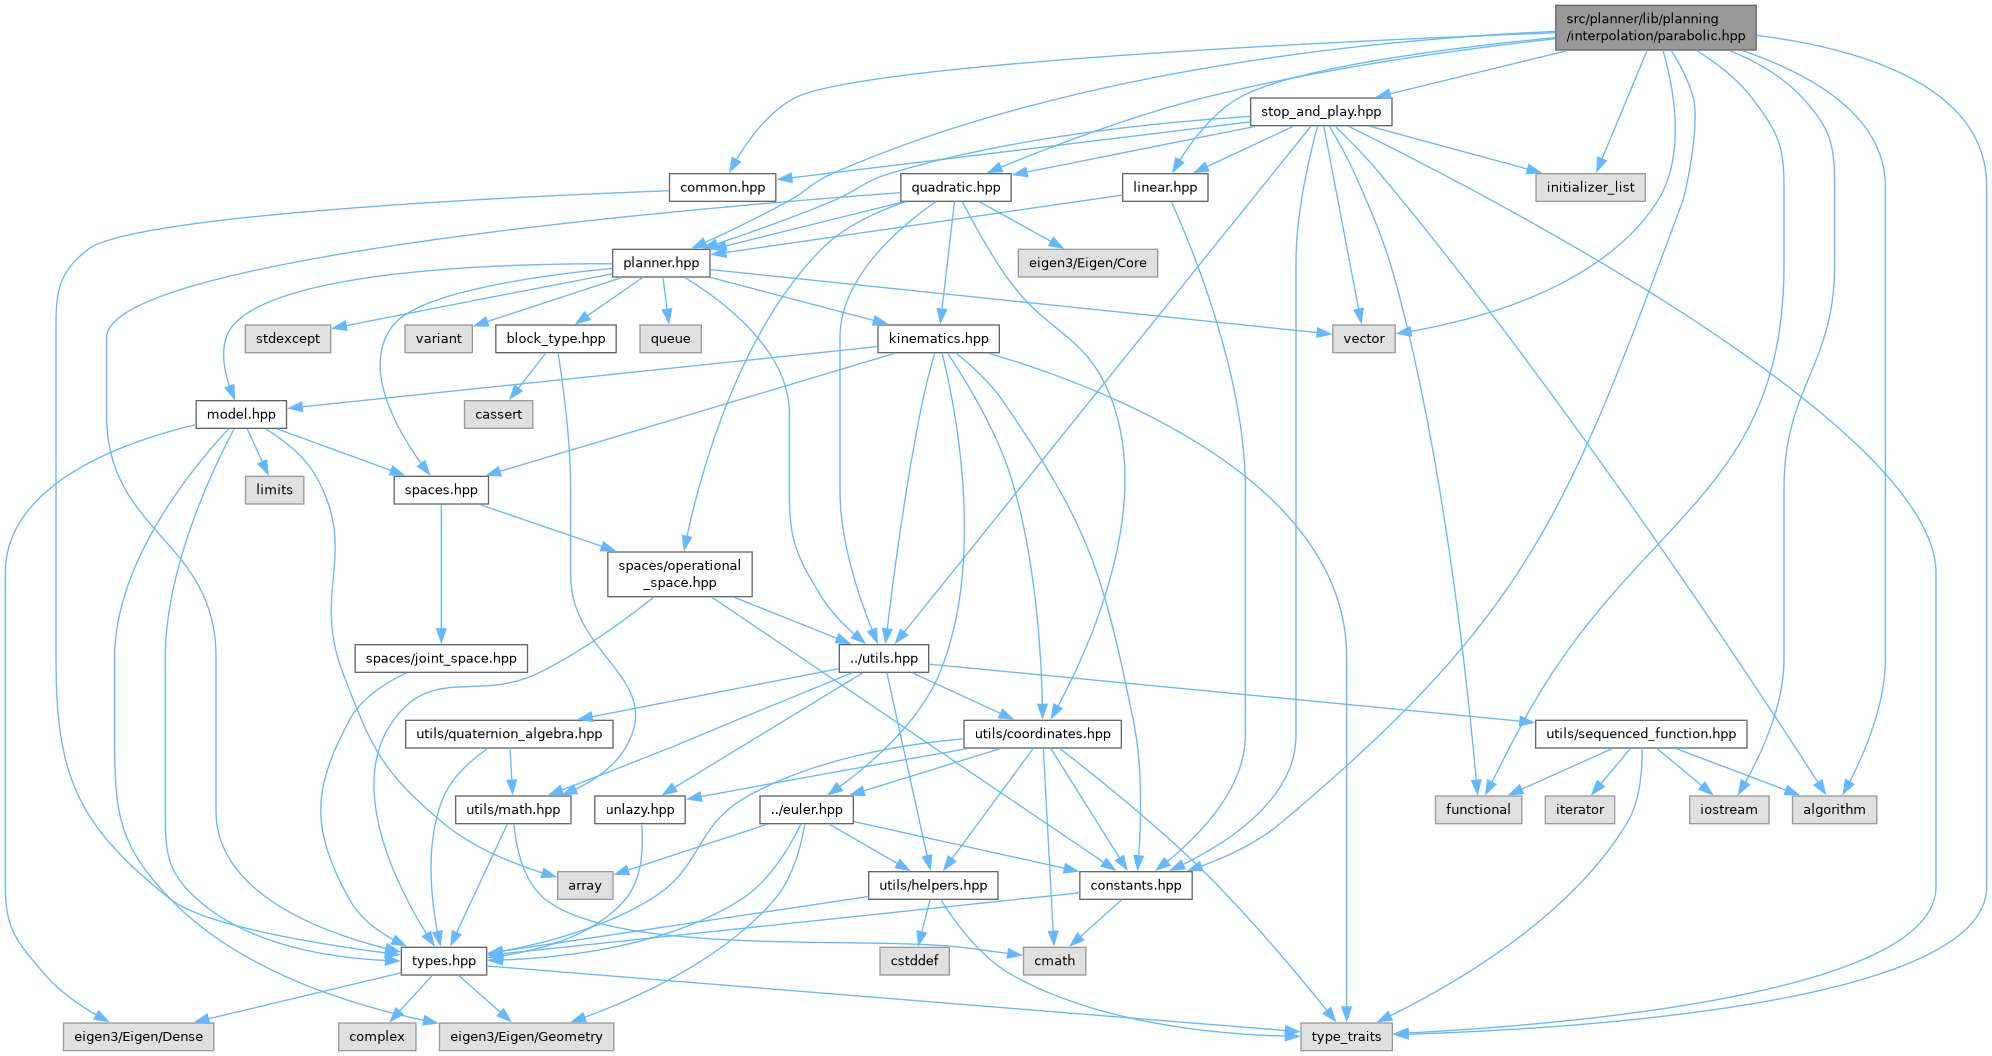 src/planner/lib/planning
/interpolation/parabolic.hpp
stop_and_play.hpp
common.hpp
quadratic.hpp
linear.hpp
initializer_list
planner.hpp
eigen3/Eigen/Core
stdexcept
variant
block_type.hpp
queue
kinematics.hpp
vector
model.hpp
cassert
limits
spaces.hpp
spaces/operational
_space.hpp
spaces/joint_space.hpp
../utils.hpp
utils/quaternion_algebra.hpp
utils/coordinates.hpp
utils/sequenced_function.hpp
utils/math.hpp
unlazy.hpp
../euler.hpp
functional
iterator
iostream
algorithm
array
utils/helpers.hpp
constants.hpp
types.hpp
cstddef
cmath
eigen3/Eigen/Dense
complex
eigen3/Eigen/Geometry
type_traits